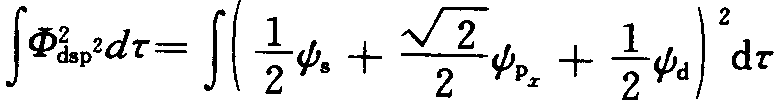 ∫Φ²_{dsp²}dτ = ∫( 1/2 ψ_s + √2/2 ψ_{p_x} + 1/2 ψ_d )² dτ